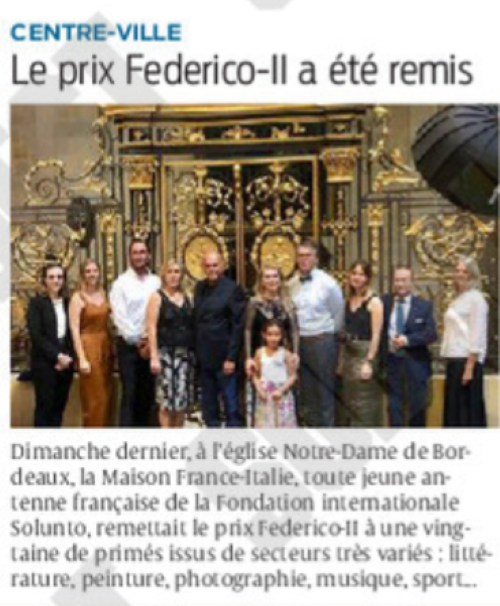 CENTRE-VILLE
Le prix Federico-II a été remis
Dimanche dernier, à l'église Notre-Dame de Bor-
deaux, la Maison France-Italie, toute jeune an-
tenne française de la Fondation internationale
Solunto, remettait le prix Federico-II à une ving-
taine de primés issus de secteurs très variés : litté-
rature, peinture, photographie, musique, sport...